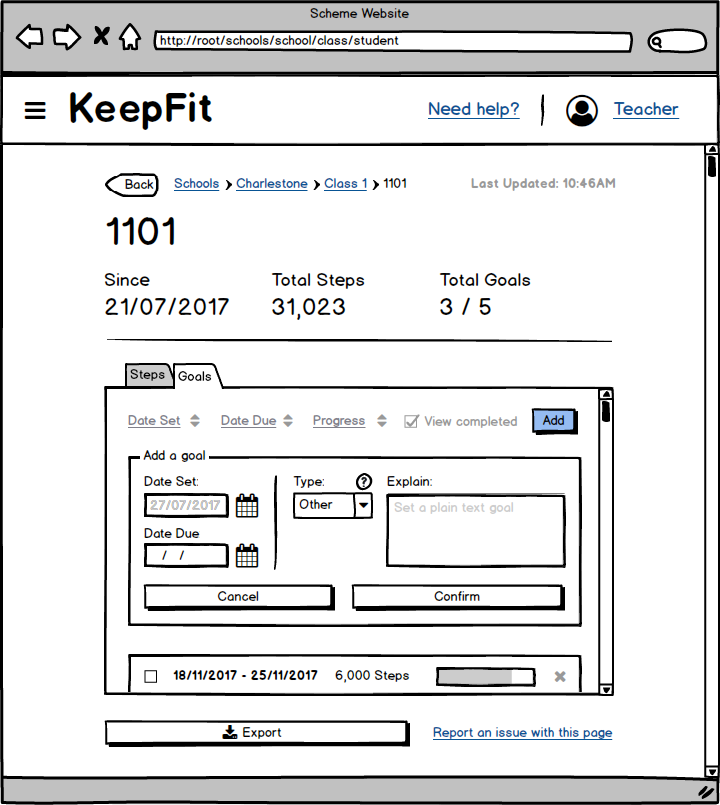 Scheme Website
http://root/schools/school/class/student
KeepFit
Need help?
Teacher
Back
Schools
Charlestone
Class 1
1101
Last Updated: 10:46AM
1101
Since
Total Steps
Total Goals
21/07/2017
31,023
3 / 5
Steps
Goals
Date Set
Date Due
Progress
View completed
Add
Add a goal
Date Set:
Type:
?
Explain:
27/07/2017
Other
Set a plain text goal
Date Due
/ /
Cancel
Confirm
18/11/2017 - 25/11/2017
6,000 Steps
Export
Report an issue with this page